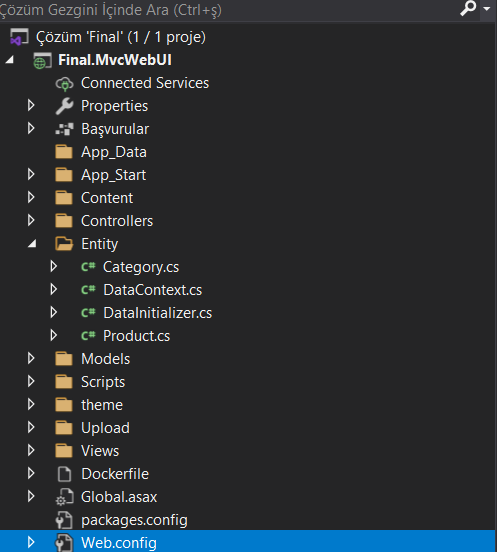 Çözüm Gezgini İçinde Ara (Ctrl+ş)
Çözüm 'Final' (1 / 1 proje)
Final.MvcWebUI
Connected Services
Properties
Başvurular
App_Data
App_Start
Content
Controllers
Entity
C# Category.cs
C# DataContext.cs
C# DataInitializer.cs
C# Product.cs
Models
Scripts
theme
Upload
Views
Dockerfile
Global.asax
packages.config
Web.config